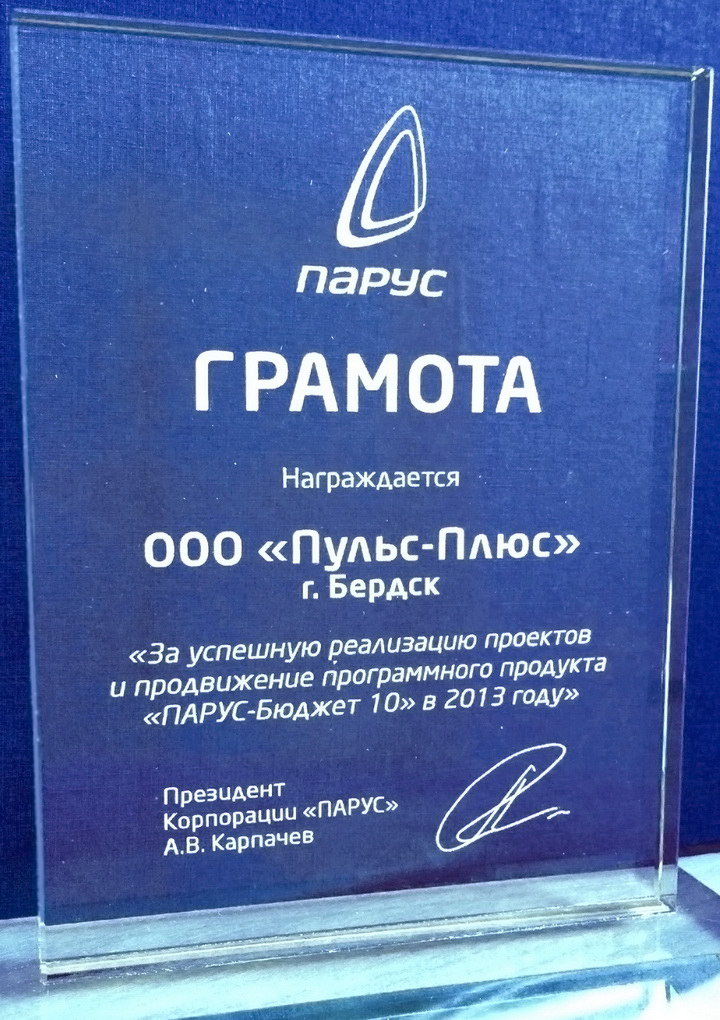 ПАРУС
ГРАМОТА
Награждается
ООО «Пульс-Плюс»
г. Бердск
«За успешную реализацию проектов
и продвижение программного продукта
«ПАРУС-Бюджет 10» в 2013 году»
Президент
Корпорации «ПАРУС»
А.В. Карпачев